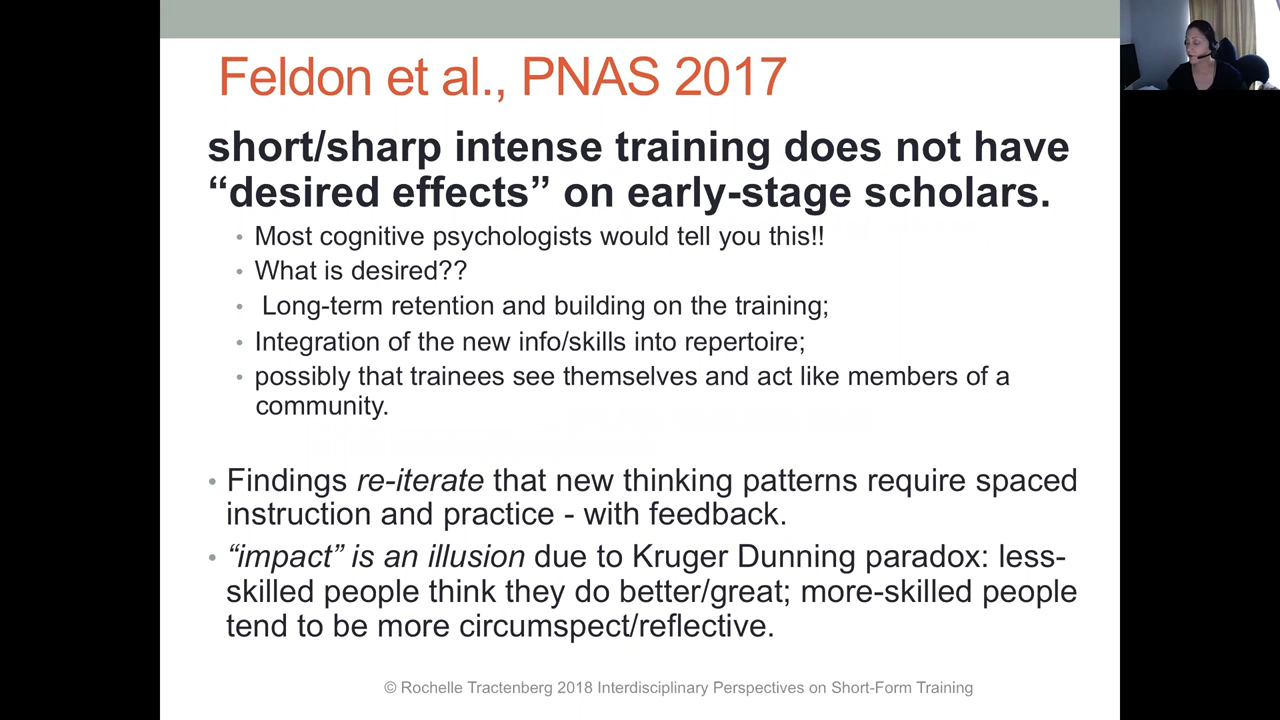 Feldon et al., PNAS 2017
short/sharp intense training does not have
“desired effects” on early-stage scholars.
• Most cognitive psychologists would tell you this!!
• What is desired??
• Long-term retention and building on the training;
• Integration of the new info/skills into repertoire;
• possibly that trainees see themselves and act like members of a
community.
• Findings re-iterate that new thinking patterns require spaced
instruction and practice - with feedback.
• “impact” is an illusion due to Kruger Dunning paradox: less-
skilled people think they do better/great; more-skilled people
tend to be more circumspect/reflective.
© Rochelle Tractenberg 2018 Interdisciplinary Perspectives on Short-Form Training